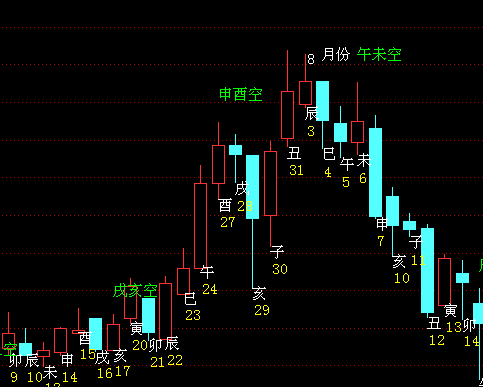 8 月份 午未空
申酉空
辰
3
丑
31
巳
4
午
5
未
6
戌
28
酉
27
申
7
子
30
子
11
亥
10
午
24
亥
29
戌亥空
巳
23
寅
20
酉
15
卯
21
辰
22
寅
13
丑
12
卯
14
空
卯
9
辰
10
未
13
申
14
戌
16
亥
17